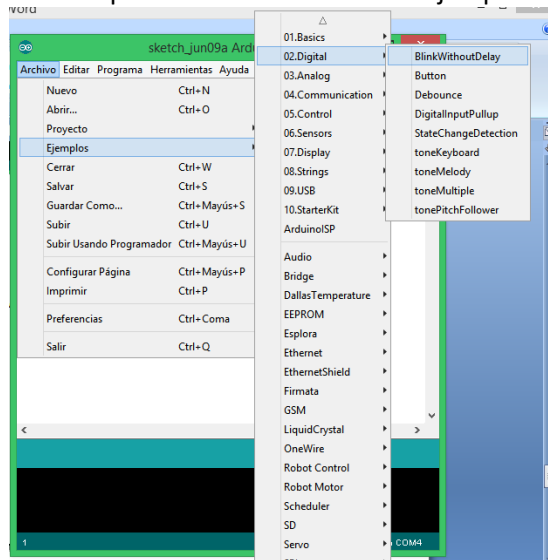 Word
sketch_jun09a Ardu
Archivo Editar Programa Herramientas Ayuda
Nuevo Ctrl+N
Abrir... Ctrl+O
Proyecto
Ejemplos
Cerrar Ctrl+W
Salvar Ctrl+S
Guardar Como... Ctrl+Mayús+S
Subir Ctrl+U
Subir Usando Programador Ctrl+Mayús+U
Configurar Página Ctrl+Mayús+P
Imprimir Ctrl+P
Preferencias Ctrl+Coma
Salir Ctrl+Q
01.Basics
02.Digital
03.Analog
04.Communication
05.Control
06.Sensors
07.Display
08.Strings
09.USB
10.StarterKit
ArduinoISP
Audio
Bridge
DallasTemperature
EEPROM
Esplora
Ethernet
EthernetShield
Firmata
GSM
LiquidCrystal
OneWire
Robot Control
Robot Motor
Scheduler
SD
Servo
BlinkWithoutDelay
Button
Debounce
DigitalInputPullup
StateChangeDetection
toneKeyboard
toneMelody
toneMultiple
tonePitchFollower
1
COM4